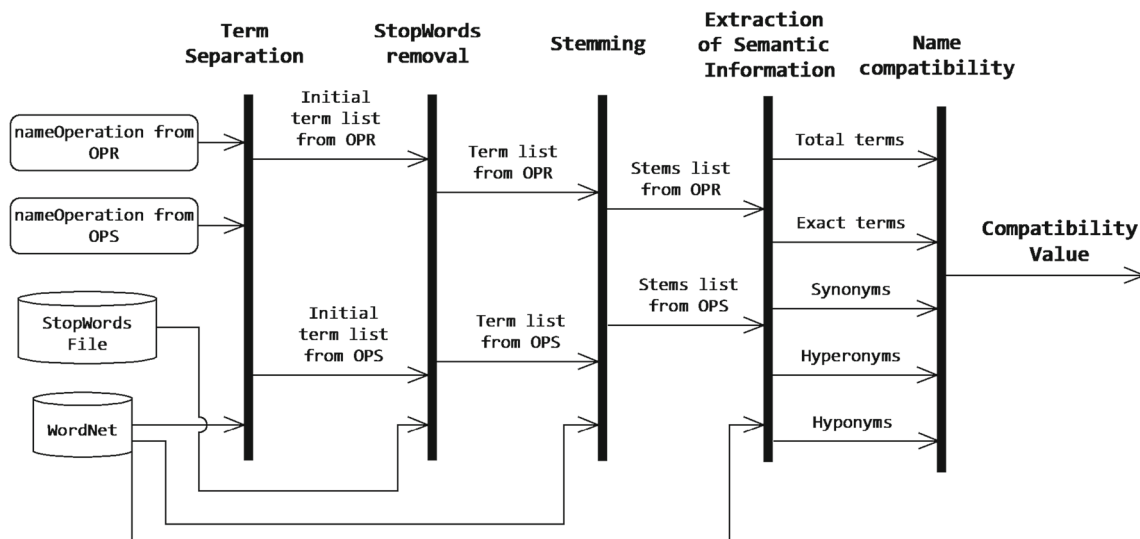 Term
Separation
StopWords
removal
Stemming
Extraction
of Semantic
Information
Name
compatibility
nameOperation from
OPR
nameOperation from
OPS
StopWords
File
WordNet
Initial
term list
from OPR
Initial
term list
from OPS
Term list
from OPR
Term list
from OPS
Stems list
from OPR
Stems list
from OPS
Total terms
Exact terms
Synonyms
Hyperonyms
Hyponyms
Compatibility
Value